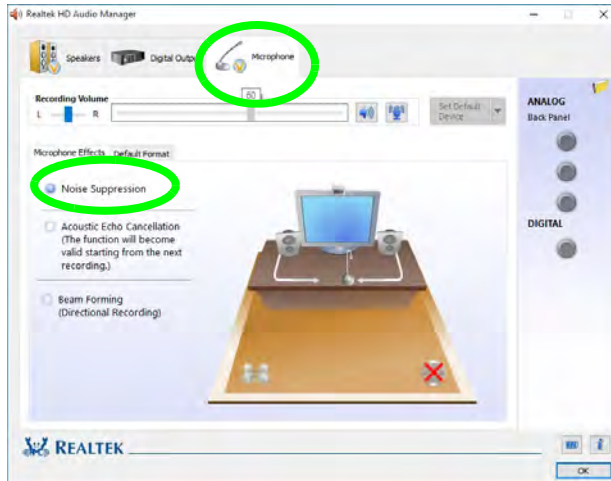 Realtek HD Audio Manager
Speakers
Digital Outp
Microphone
Recording Volume
60
L
R
Set Default
Device
ANALOG
Back Panel
Microphone Effects
Default Format
Noise Suppression
Acoustic Echo Cancellation
(The function will become
valid starting from the next
recording.)
Beam Forming
(Directional Recording)
DIGITAL
REALTEK
i
OK